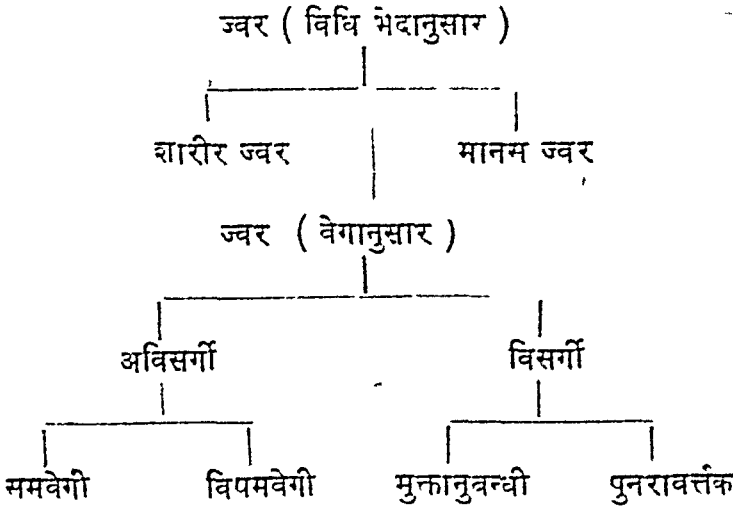 ज्वर ( विधि भेदानुसार )
शारीर ज्वर मानस ज्वर
ज्वर ( वेगानुसार )
अविसर्गी विसर्गी
समवेगी विषमवेगी मुक्तानुबन्धी पुनरावर्त्तक